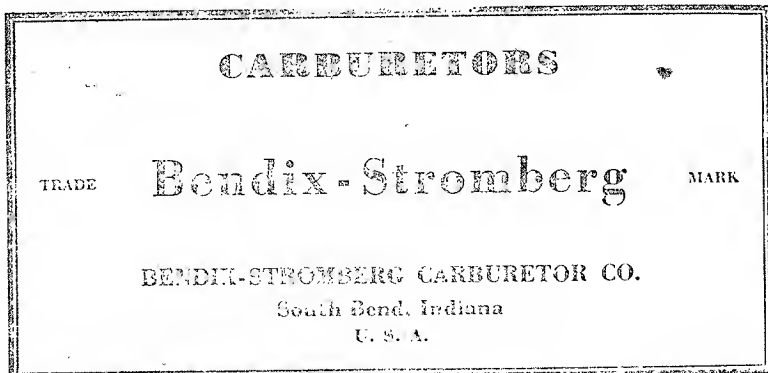 CARBURETORS
TRADE Bendix-Stromberg MARK
BENDIX-STROMBERG CARBURETOR CO.
South Bend, Indiana
U. S. A.